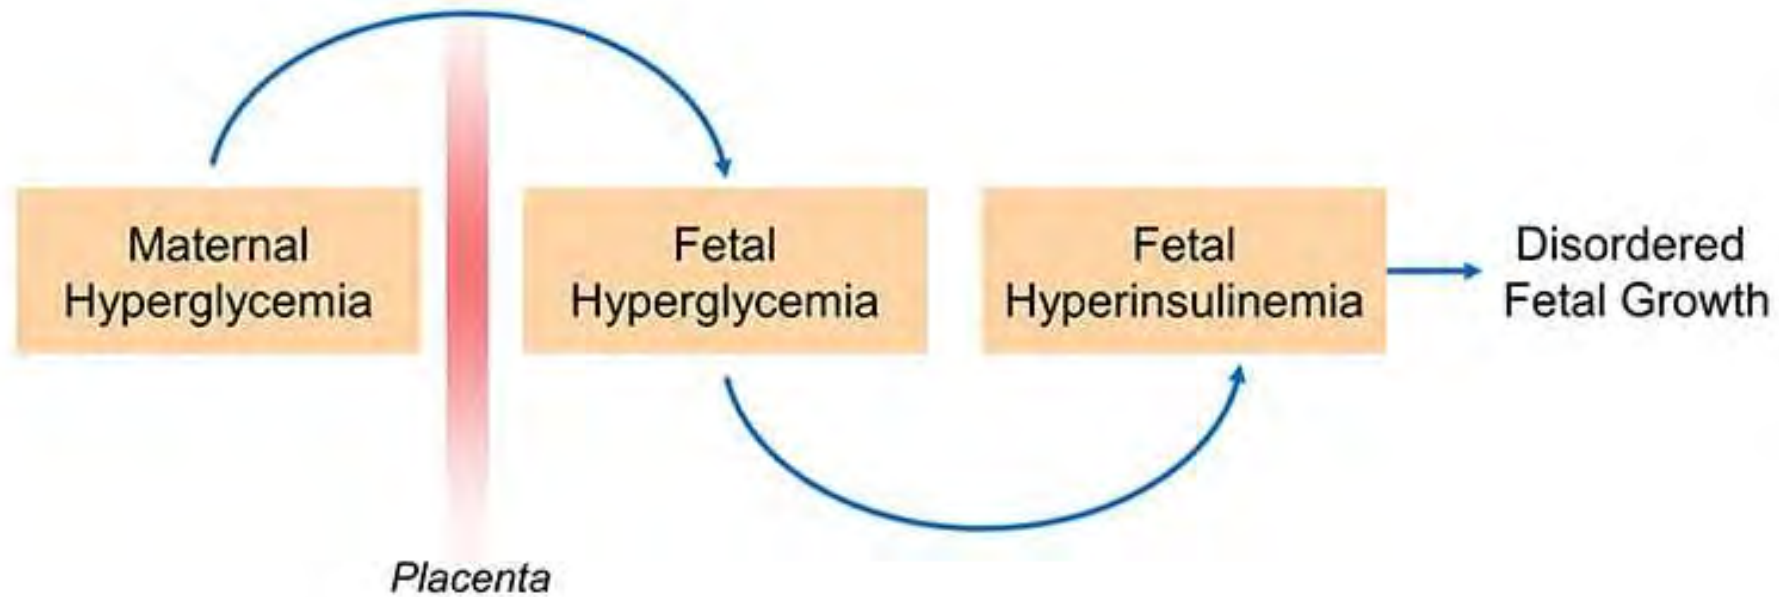 Maternal
Hyperglycemia
Fetal
Hyperglycemia
Fetal
Hyperinsulinemia
Disordered
Fetal Growth
Placenta